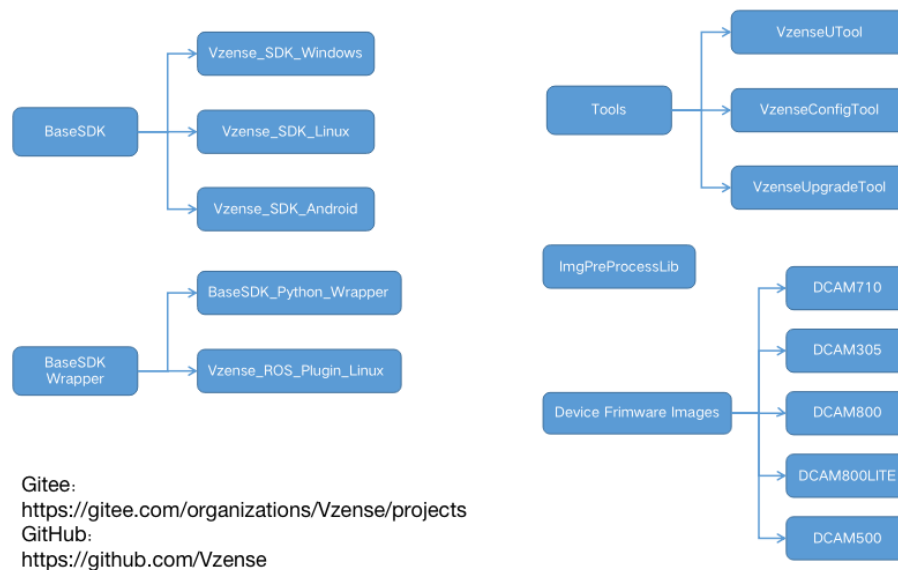 BaseSDK
Vzense_SDK_Windows
Vzense_SDK_Linux
Vzense_SDK_Android
BaseSDK
Wrapper
BaseSDK_Python_Wrapper
Vzense_ROS_Plugin_Linux
Gitee:
https://gitee.com/organizations/Vzense/projects
GitHub:
https://github.com/Vzense
Tools
VzenseUTool
VzenseConfigTool
VzenseUpgradeTool
ImgPreProcessLib
Device Frimware Images
DCAM710
DCAM305
DCAM800
DCAM800LITE
DCAM500